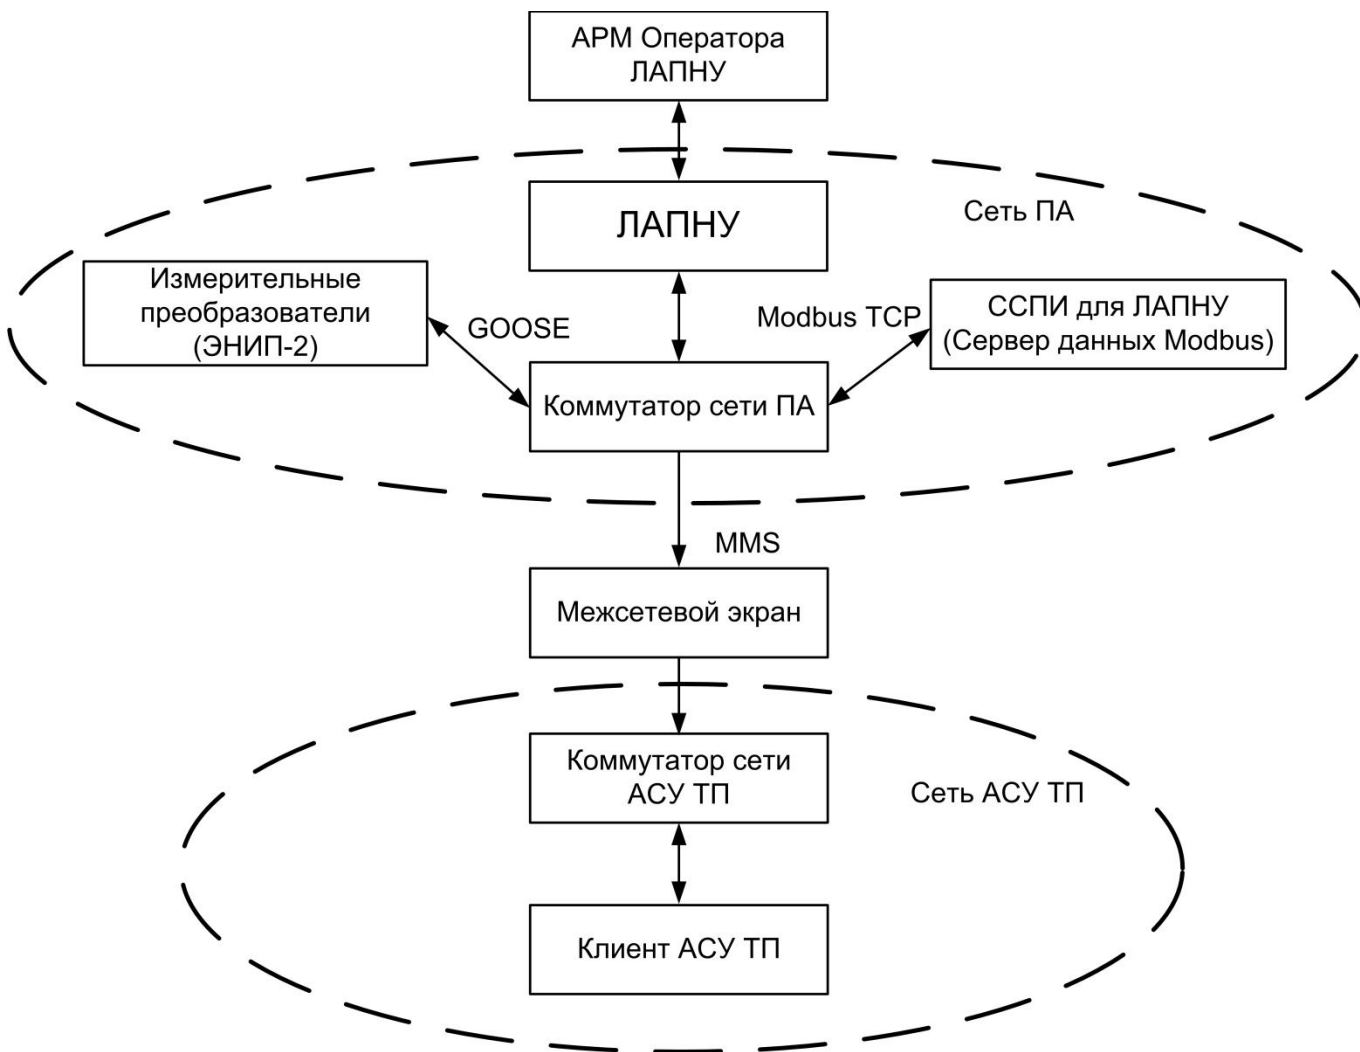 АРМ Оператора
ЛАПНУ
ЛАПНУ
Сеть ПА
Измерительные
преобразователи
(ЭНИП-2)
GOOSE
Modbus TCP
ССПИ для ЛАПНУ
(Сервер данных Modbus)
Коммутатор сети ПА
MMS
Межсетевой экран
Коммутатор сети
АСУ ТП
Сеть АСУ ТП
Клиент АСУ ТП